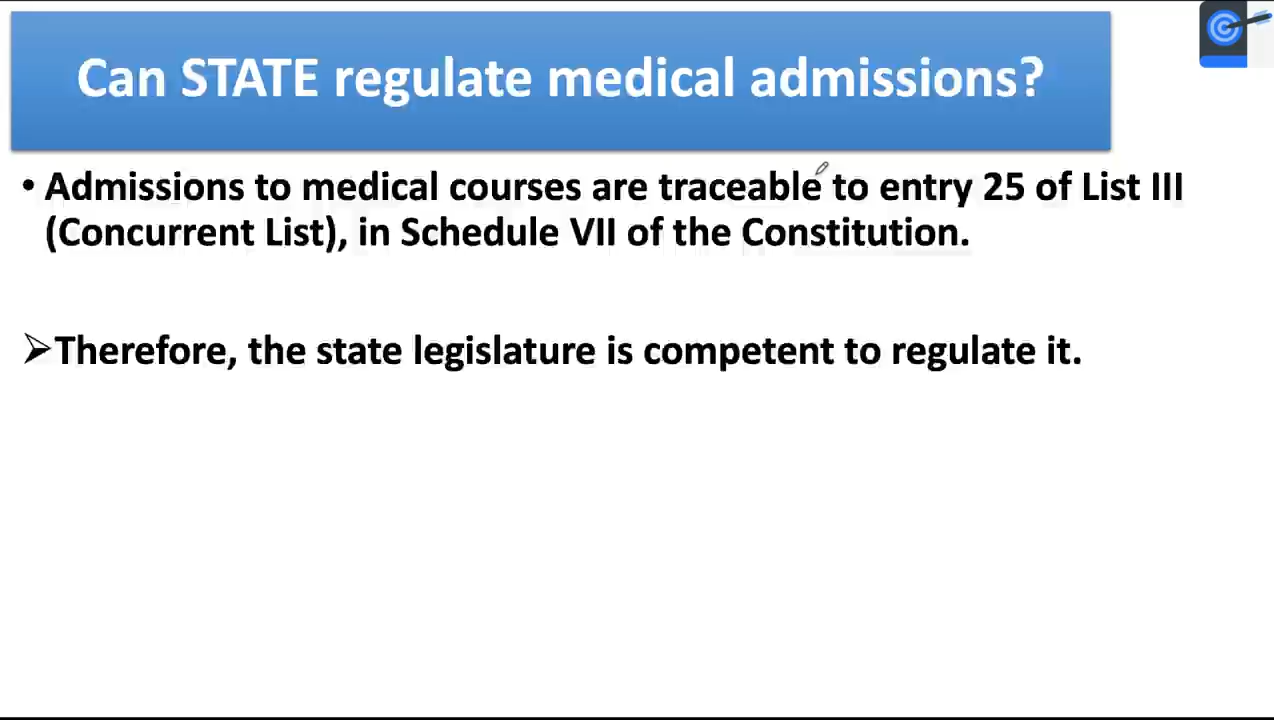 Can STATE regulate medical admissions?
• Admissions to medical courses are traceable to entry 25 of List III
(Concurrent List), in Schedule VII of the Constitution.
➢Therefore, the state legislature is competent to regulate it.